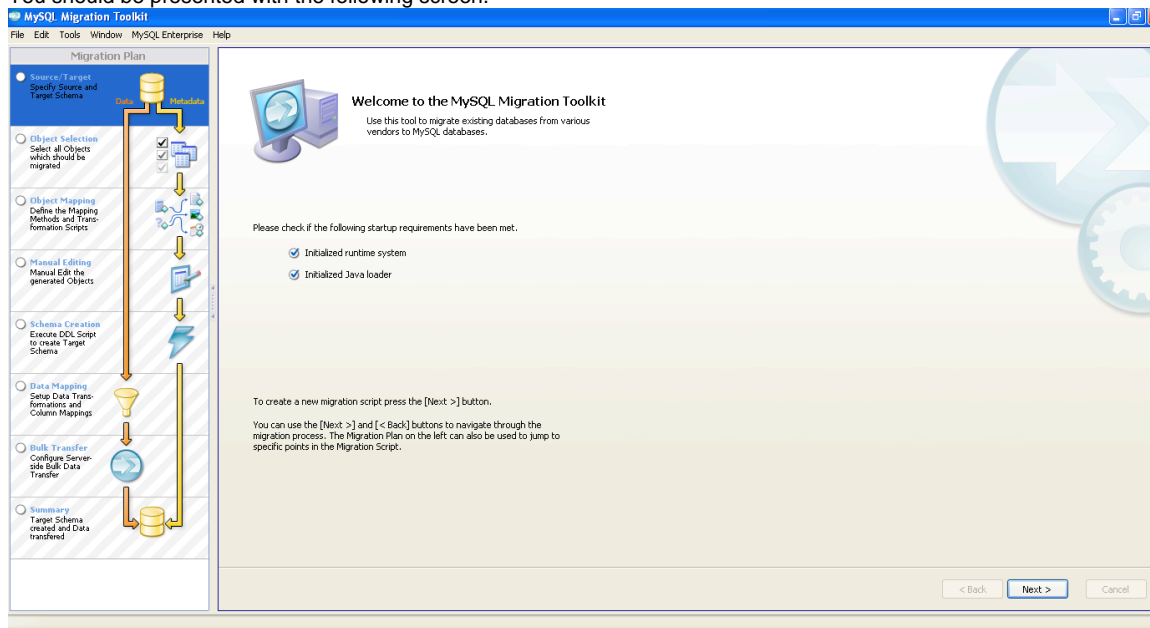 You should be presented with the following screen:
MySQL Migration Toolkit
File Edit Tools Window MySQL Enterprise Help
Migration Plan
Source/Target
Specify Source and
Target Schema
Data
Metadata
Object Selection
Select all Objects
which should be
migrated
Object Mapping
Define the Mapping
Methods and Trans-
formation Scripts
Manual Editing
Manual Edit the
generated Objects
Schema Creation
Execute DDL Script
to create Target
Schema
Data Mapping
Setup Data Trans-
formations and
Column Mappings
Bulk Transfer
Configure Server-
side Bulk Data
Transfer
Summary
Target Schema
created and Data
transfered
Welcome to the MySQL Migration Toolkit
Use this tool to migrate existing databases from various
vendors to MySQL databases.
Please check if the following startup requirements have been met.
Initialized runtime system
Initialized Java loader
To create a new migration script press the [Next >] button.
You can use the [Next >] and [< Back] buttons to navigate through the
migration process. The Migration Plan on the left can also be used to jump to
specific points in the Migration Script.
< Back
Next >
Cancel